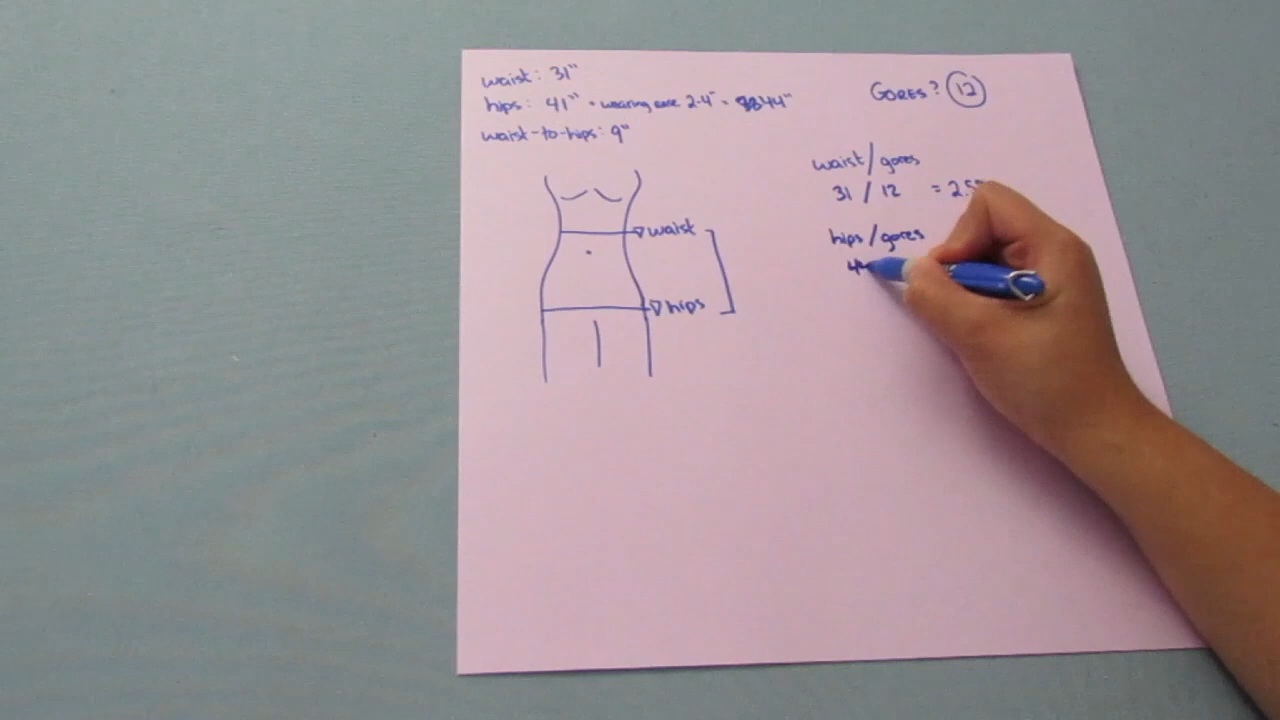 waist: 31"
hips: 41" + wearing ease 2-4" = 44"
waist-to-hips: 9"
GORES? 12
waist/gores
31 / 12 = 2.5
hips/gores
44
waist
hips